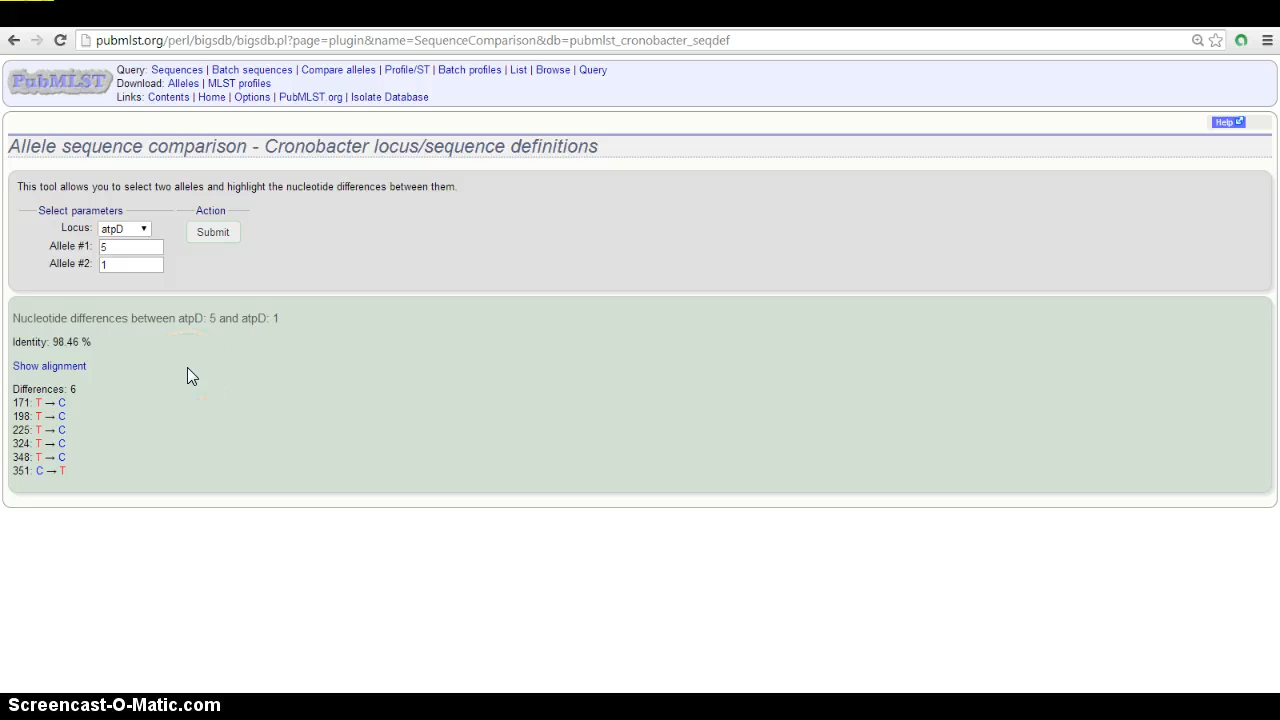 pubmlst.org/perl/bigsdb/bigsdb.pl?page=plugin&name=SequenceComparison&db=pubmlst_cronobacter_seqdef
PubMLST
Query: Sequences | Batch sequences | Compare alleles | Profile/ST | Batch profiles | List | Browse | Query
Download: Alleles | MLST profiles
Links: Contents | Home | Options | PubMLST.org | Isolate Database
Help
Allele sequence comparison - Cronobacter locus/sequence definitions
This tool allows you to select two alleles and highlight the nucleotide differences between them.
Select parameters Action
Locus: atpD Submit
Allele #1: 5
Allele #2: 1
Nucleotide differences between atpD: 5 and atpD: 1
Identity: 98.46 %
Show alignment
Differences: 6
171: T → C
198: T → C
225: T → C
324: T → C
348: T → C
351: C → T
Screencast-O-Matic.com